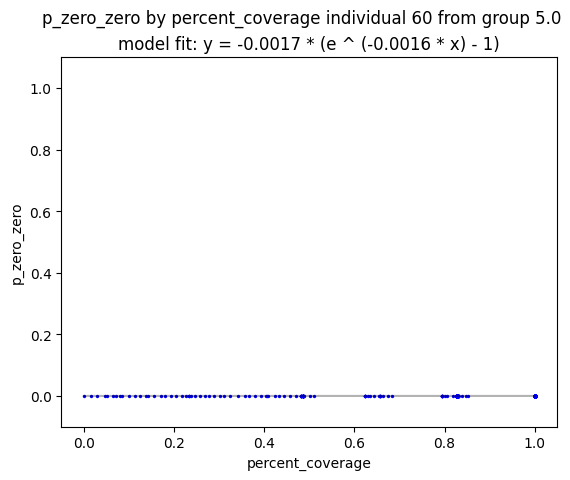 p_zero_zero by percent_coverage individual 60 from group 5.0
model fit: y = -0.0017 * (e ^ (-0.0016 * x) - 1)
1.0
0.8
0.6
0.4
0.2
0.0
p_zero_zero
0.0 0.2 0.4 0.6 0.8 1.0
percent_coverage